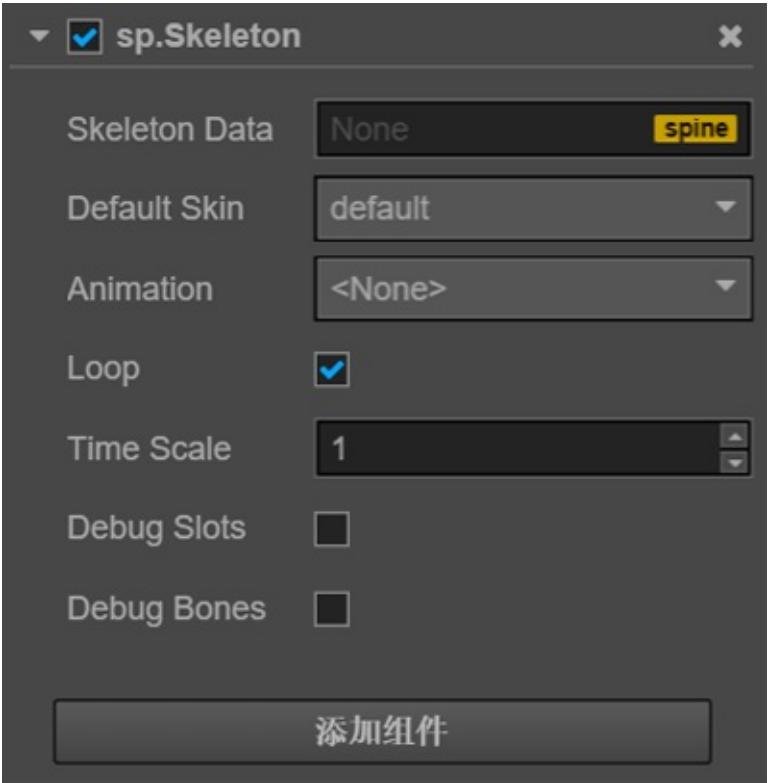 sp.Skeleton
Skeleton Data None spine
Default Skin default
Animation <None>
Loop
Time Scale 1
Debug Slots
Debug Bones
添加组件